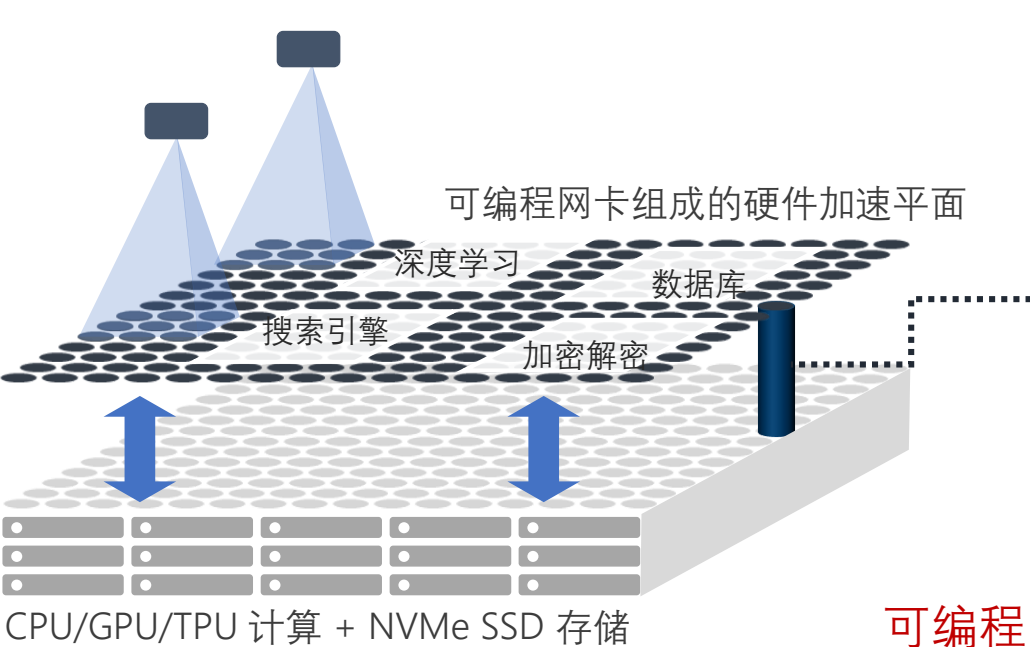 可编程网卡组成的硬件加速平面
深度学习
数据库
搜索引擎
加密解密
CPU/GPU/TPU 计算 + NVMe SSD 存储
可编程